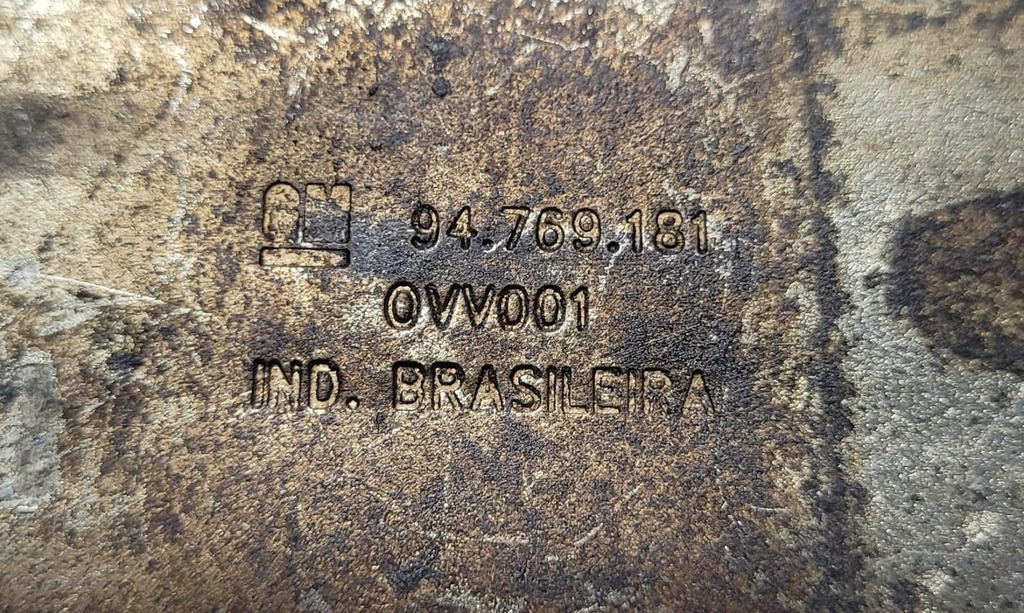 GM 94.769.181
OVV001
IND. BRASILEIRA